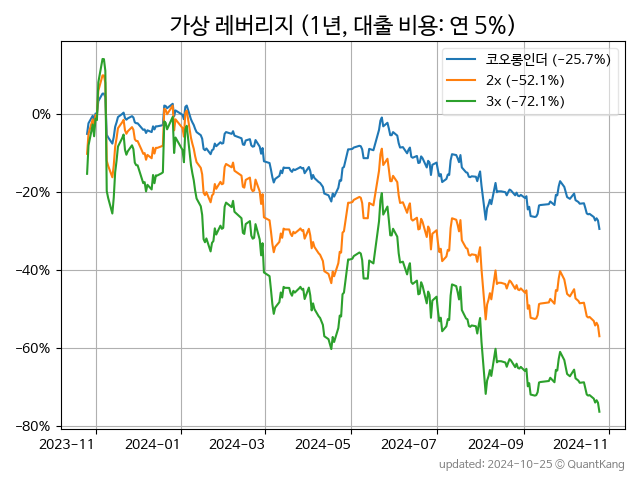 가상 레버리지 (1년, 대출 비용: 연 5%)
코오롱인더 (−25.7%)
2x (−52.1%)
3x (−72.1%)
0%
−20%
−40%
−60%
−80%
2023-11 2024-01 2024-03 2024-05 2024-07 2024-09 2024-11
updated: 2024-10-25 © QuantKang